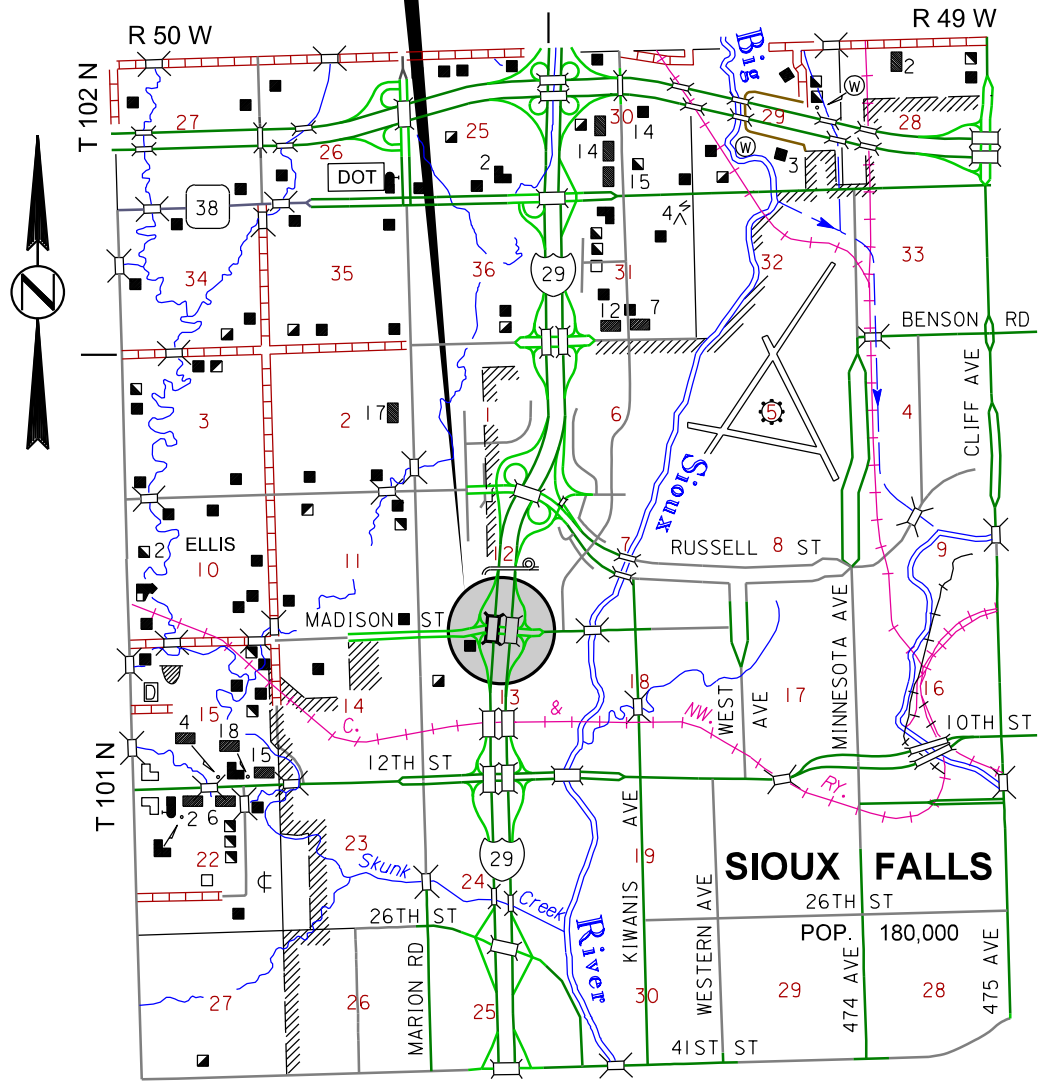 R 50 W
R 49 W
T 102 N
Big
W
2
27
25
30
29
28
26
14
14
2
W
3
15
DOT
38
4
33
34
35
36
29
31
32
12
7
BENSON RD
CLIFF AVE
3
2
17
1
6
5
4
Sioux
2
ELLIS
10
11
12
7
RUSSELL
8
ST
9
MADISON ST
MINNESOTA AVE
WEST AVE
D
15
14
13
18
17
16
C.
&
NW.
RY.
4
18
15
12TH ST
10TH ST
T 101 N
2
6
22
23
29
24
19
KIWANIS AVE
WESTERN AVE
SIOUX FALLS
Skunk Creek
26TH ST
26TH ST
POP. 180,000
River
MARION RD
474 AVE
475 AVE
27
26
25
30
29
28
41ST ST
N